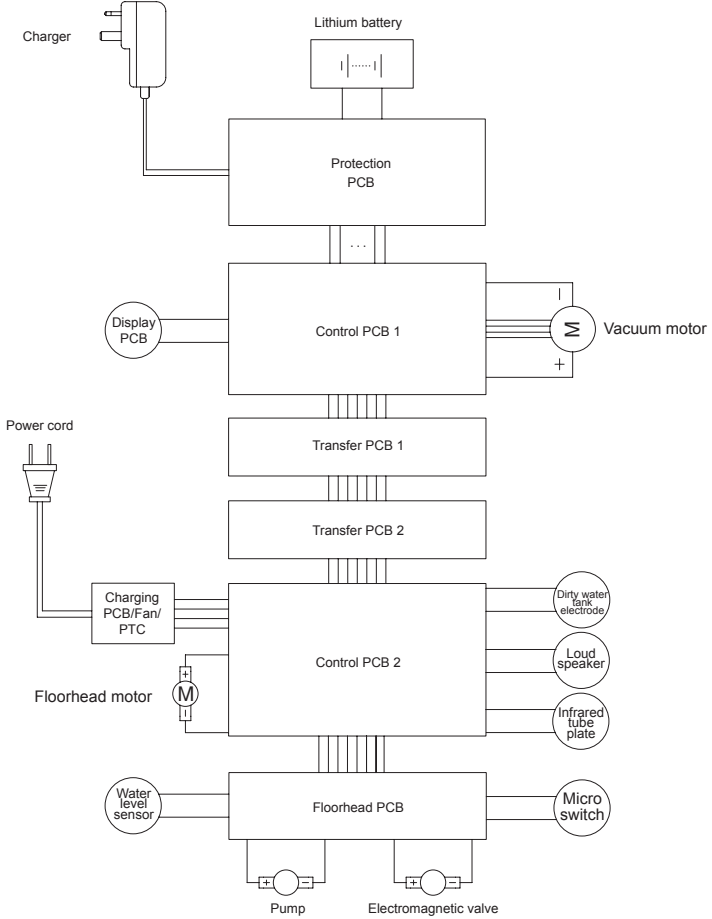 Lithium battery
Charger
Protection
PCB
...
−
Display
PCB
Control PCB 1
M
Vacuum motor
+
Transfer PCB 1
Power cord
Transfer PCB 2
Charging
PCB/Fan/
PTC
Dirty water
tank
electrode
Control PCB 2
Loud
speaker
Floorhead motor
+
M
−
Infrared
tube
plate
Water
level
sensor
Floorhead PCB
Micro
switch
+ −
+ −
Pump
Electromagnetic valve